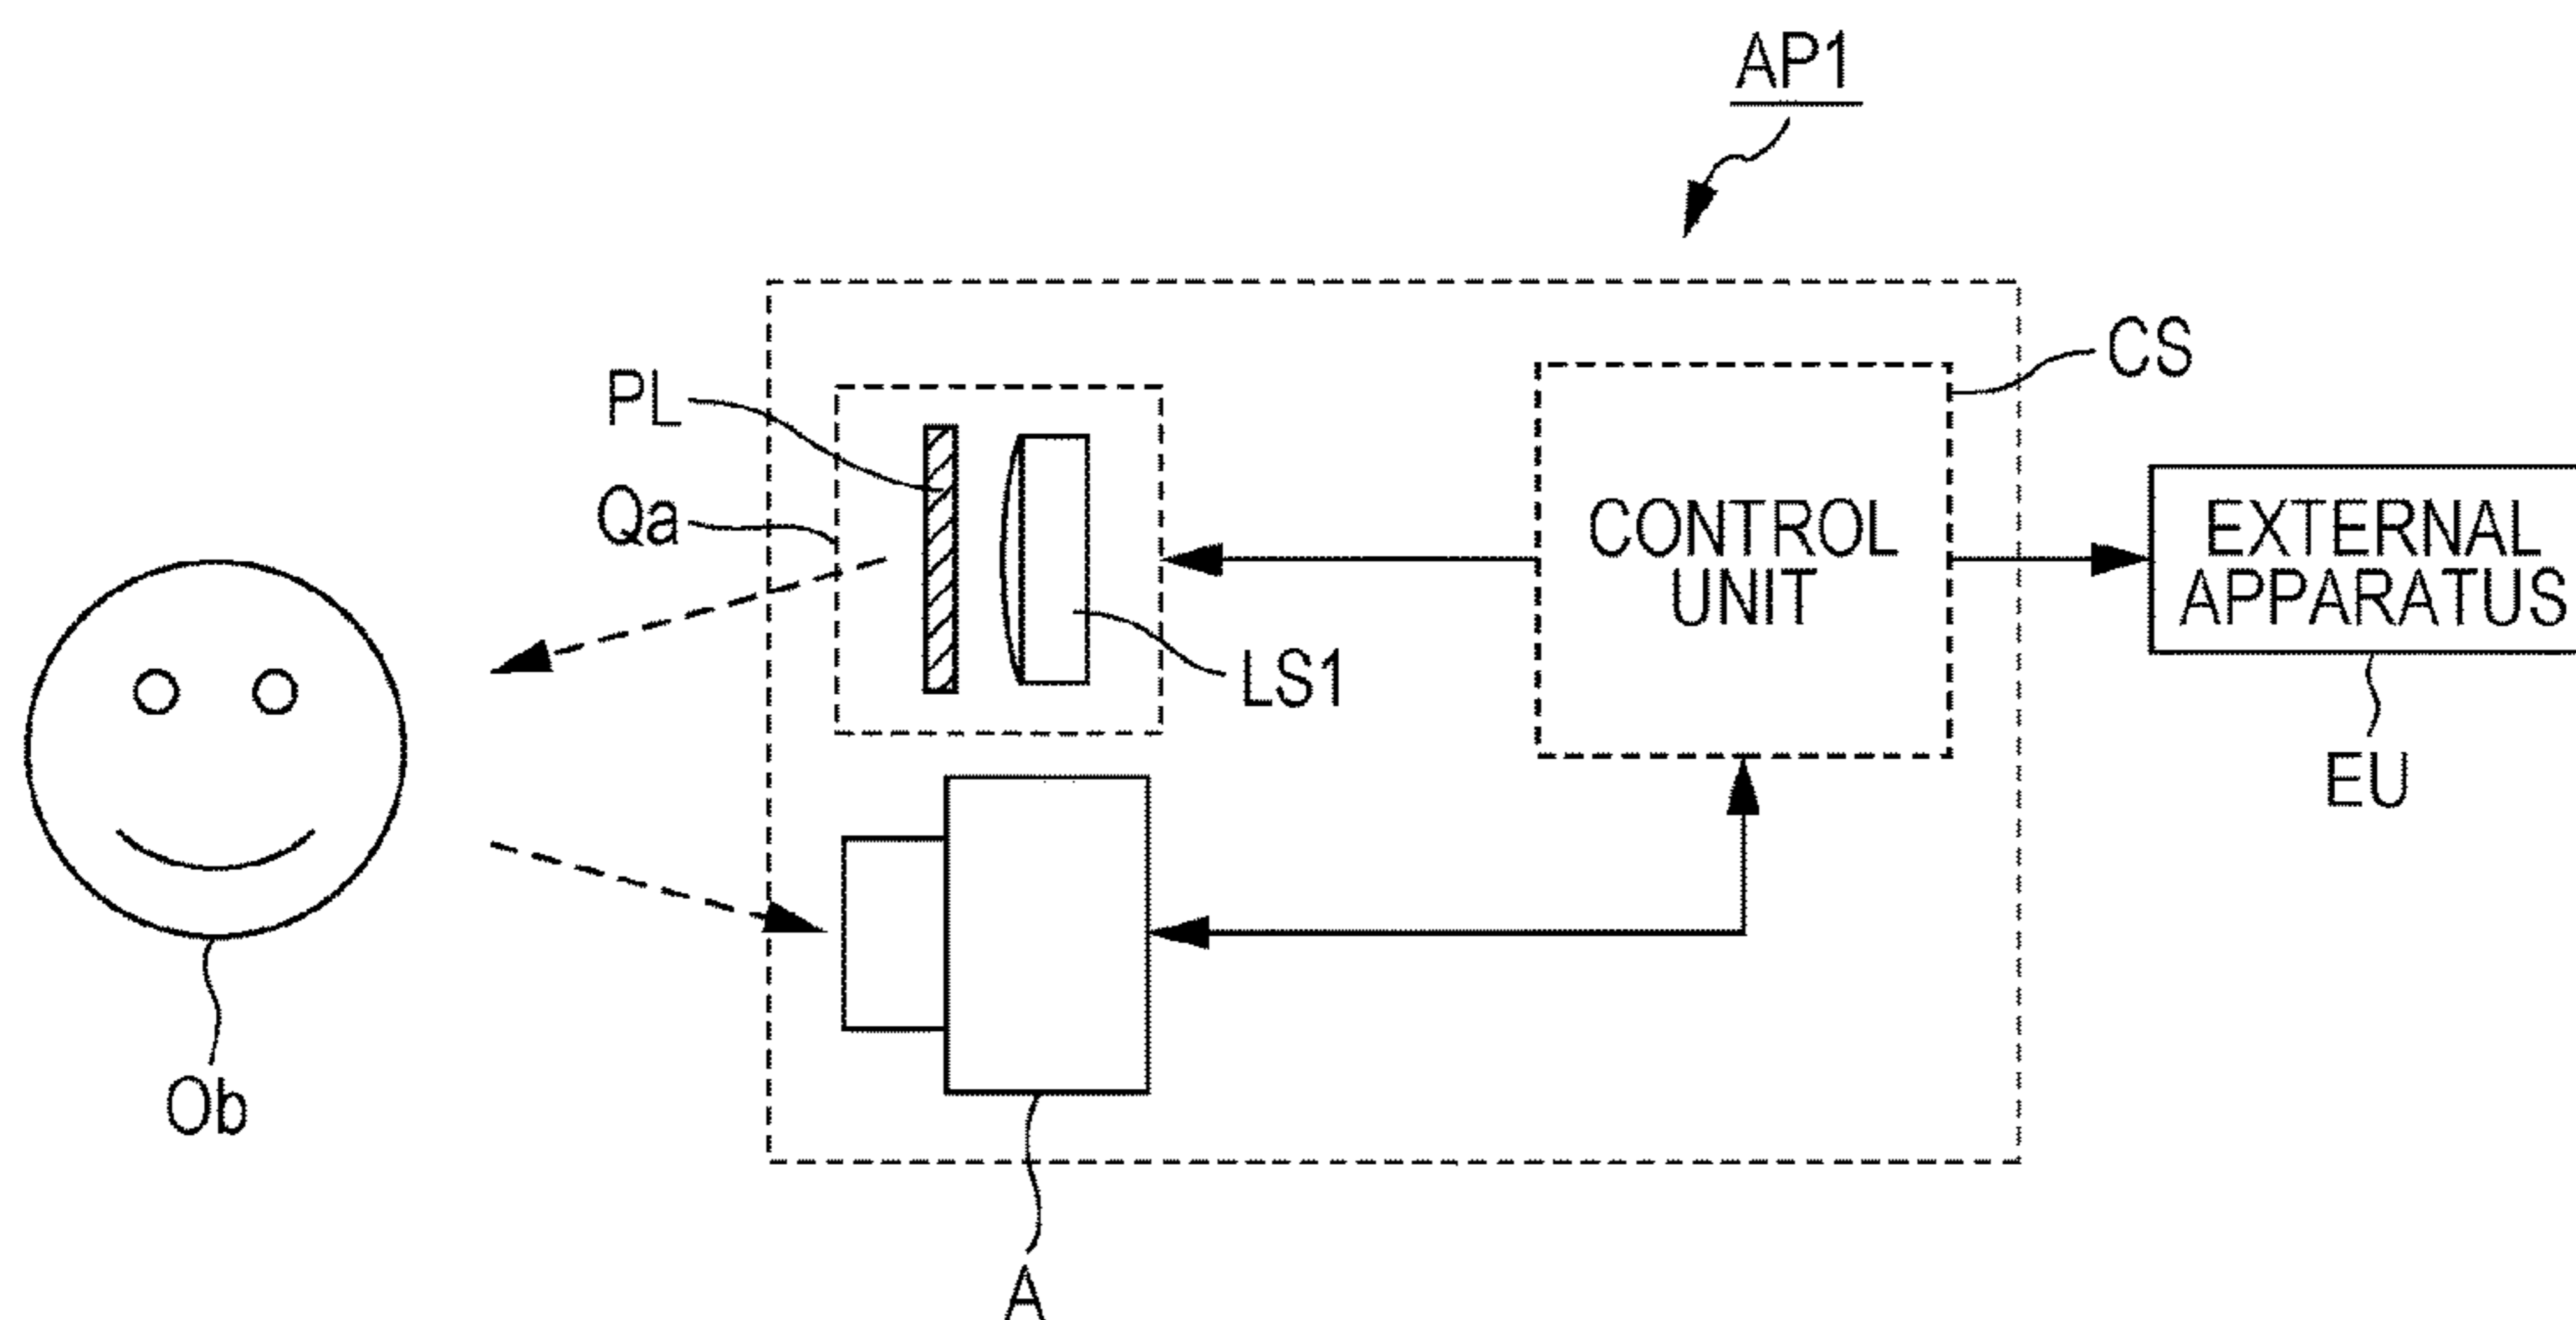 AP1
CS
PL
Qa
CONTROL
UNIT
EXTERNAL
APPARATUS
LS1
EU
Ob
A